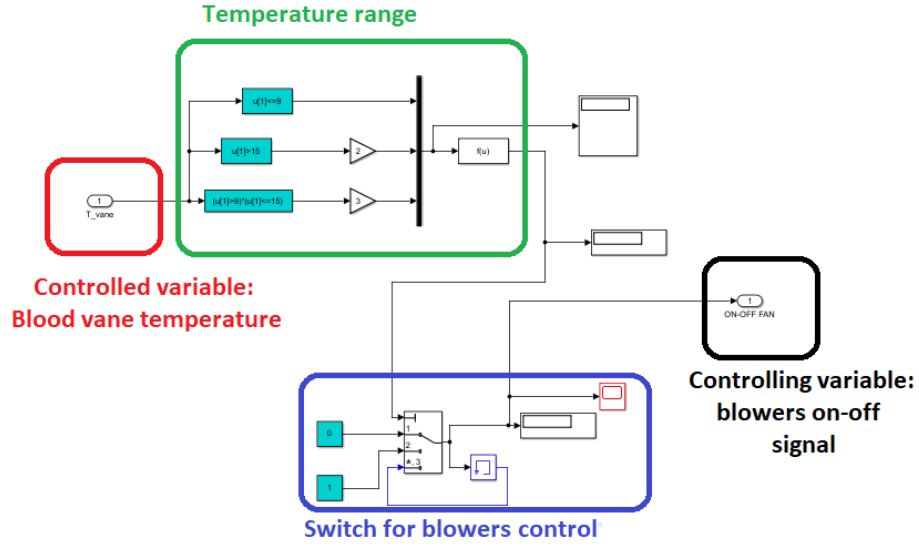 Temperature range
u[1]<=9
u[1]>15
2
f(u)
1
T_vane
(u[1]>9)*(u[1]<=15)
3
Controlled variable:
Blood vane temperature
1
ON-OFF FAN
Controlling variable:
blowers on-off
signal
0
1
1
2
*, 3
Switch for blowers control